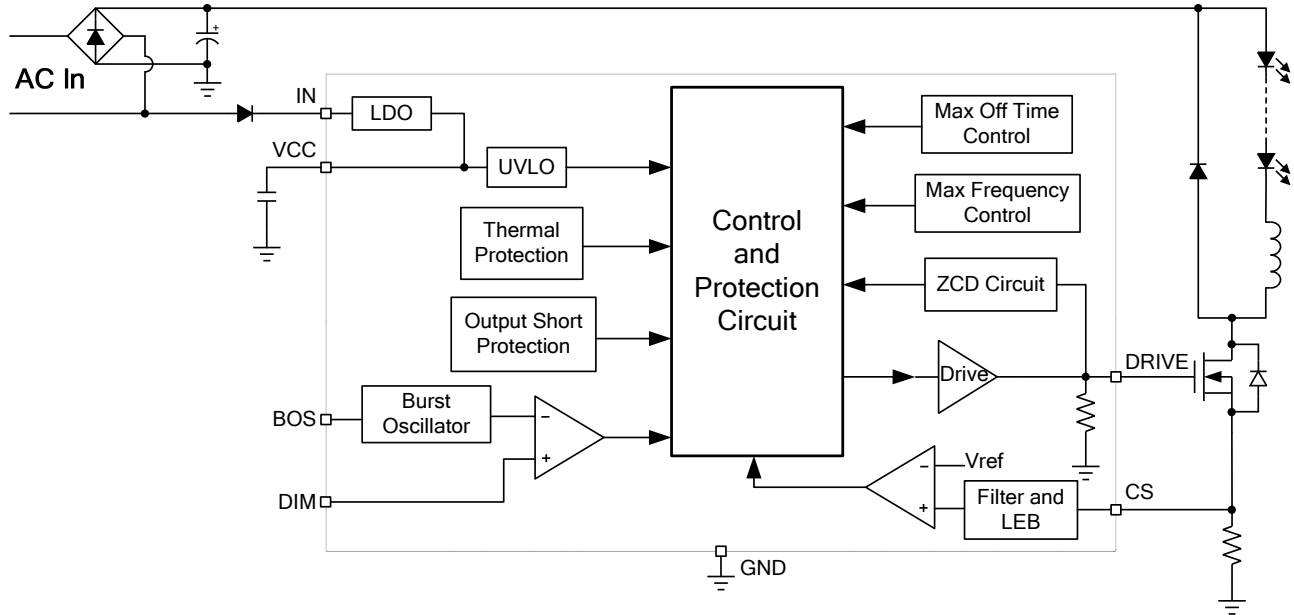 AC In
IN
LDO
VCC
UVLO
Thermal
Protection
Output Short
Protection
BOS
Burst
Oscillator
−
+
DIM
Control
and
Protection
Circuit
Max Off Time
Control
Max Frequency
Control
ZCD Circuit
Drive
DRIVE
−
Vref
+
Filter and
LEB
CS
GND
+